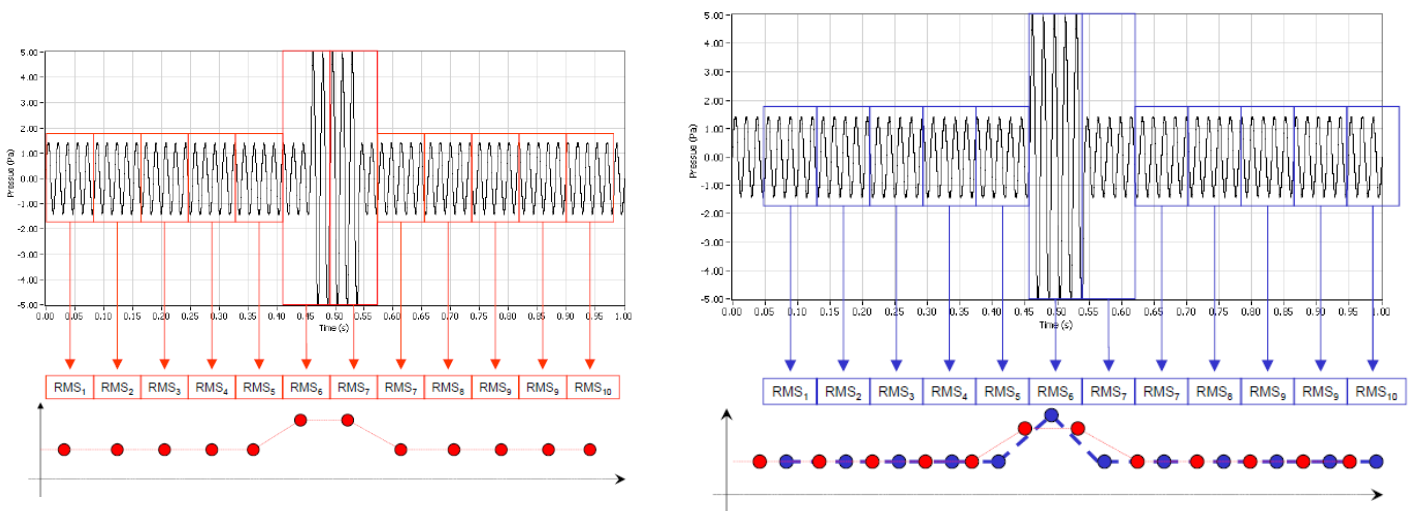 5.00
4.00
3.00
2.00
1.00
0.00
-1.00
-2.00
-3.00
-4.00
-5.00
Pressue (Pa)
0.00 0.05 0.10 0.15 0.20 0.25 0.30 0.35 0.40 0.45 0.50 0.55 0.60 0.65 0.70 0.75 0.80 0.85 0.90 0.95 1.00
Time (s)
RMS1 RMS2 RMS3 RMS4 RMS5 RMS6 RMS7 RMS7 RMS8 RMS9 RMS9 RMS10
5.00
4.00
3.00
2.00
1.00
0.00
-1.00
-2.00
-3.00
-4.00
-5.00
Pressue (Pa)
0.00 0.05 0.10 0.15 0.20 0.25 0.30 0.35 0.40 0.45 0.50 0.55 0.60 0.65 0.70 0.75 0.80 0.85 0.90 0.95 1.00
Time (s)
RMS1 RMS2 RMS3 RMS4 RMS5 RMS6 RMS7 RMS7 RMS8 RMS9 RMS9 RMS10